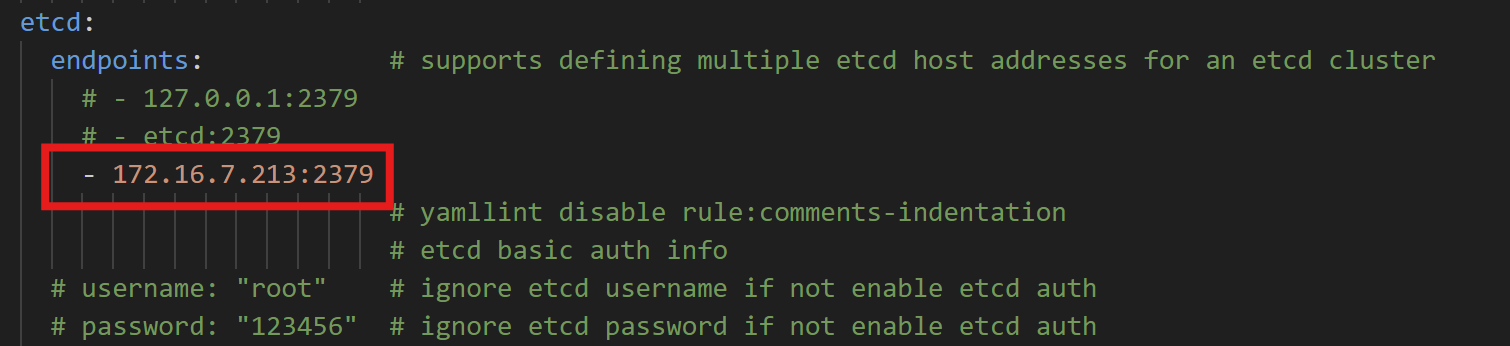 etcd:
endpoints: # supports defining multiple etcd host addresses for an etcd cluster
# - 127.0.0.1:2379
# - etcd:2379
- 172.16.7.213:2379
# yamllint disable rule:comments-indentation
# etcd basic auth info
# username: "root" # ignore etcd username if not enable etcd auth
# password: "123456" # ignore etcd password if not enable etcd auth